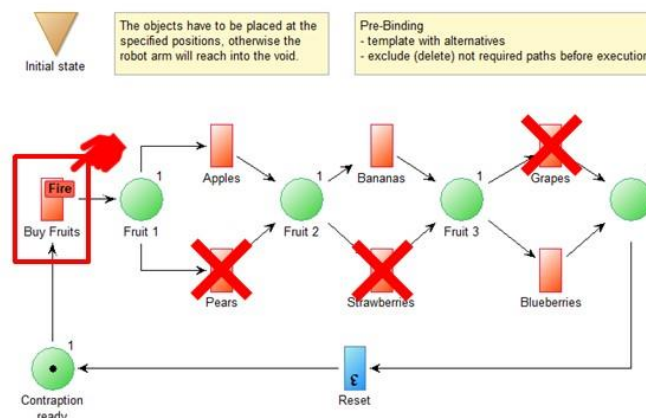 Initial state
The objects have to be placed at the
specified positions, otherwise the
robot arm will reach into the void.
Pre-Binding
- template with alternatives
- exclude (delete) not required paths before execution
1
Apples
1
Bananas
1
Grapes
Fire
Buy Fruits
Fruit 1
Fruit 2
Fruit 3
Pears
Strawberries
Blueberries
1
ε
Contraption
ready
Reset